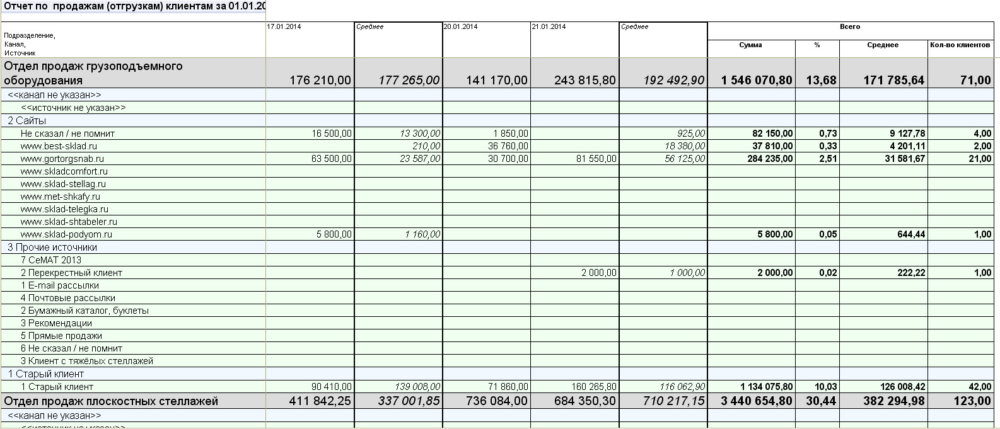 Отчет по  продажам (отгрузкам) клиентам за 01.01.20
Подразделение,
Канал,
Источник
17.01.2014 Среднее 20.01.2014 21.01.2014 Среднее Всего
Сумма % Среднее Кол-во клиентов
Отдел продаж грузоподъемного
оборудования 176 210,00 177 265,00 141 170,00 243 815,80 192 492,90 1 546 070,80 13,68 171 785,64 71,00
<<канал не указан>>
<<источник не указан>>
2 Сайты
Не сказал / не помнит 16 500,00 13 300,00 1 850,00 925,00 82 150,00 0,73 9 127,78 4,00
www.best-sklad.ru 210,00 36 760,00 18 380,00 37 810,00 0,33 4 201,11 2,00
www.gortorgsnab.ru 63 500,00 23 587,00 30 700,00 81 550,00 56 125,00 284 235,00 2,51 31 581,67 21,00
www.skladcomfort.ru
www.sklad-stellag.ru
www.met-shkafy.ru
www.sklad-telegka.ru
www.sklad-shtabeler.ru
www.sklad-podyom.ru 5 800,00 1 160,00 5 800,00 0,05 644,44 1,00
3 Прочие источники
7 CeMAT 2013
2 Перекрестный клиент 2 000,00 1 000,00 2 000,00 0,02 222,22 1,00
1 E-mail рассылки
4 Почтовые рассылки
2 Бумажный каталог, буклеты
3 Рекомендации
5 Прямые продажи
6 Не сказал / не помнит
3 Клиент с тяжёлых стеллажей
1 Старый клиент
1 Старый клиент 90 410,00 139 008,00 71 860,00 160 265,80 116 062,90 1 134 075,80 10,03 126 008,42 42,00
Отдел продаж плоскостных стеллажей 411 842,25 337 001,85 736 084,00 684 350,30 710 217,15 3 440 654,80 30,44 382 294,98 123,00
<<канал не указан>>
<<источник не указан>>